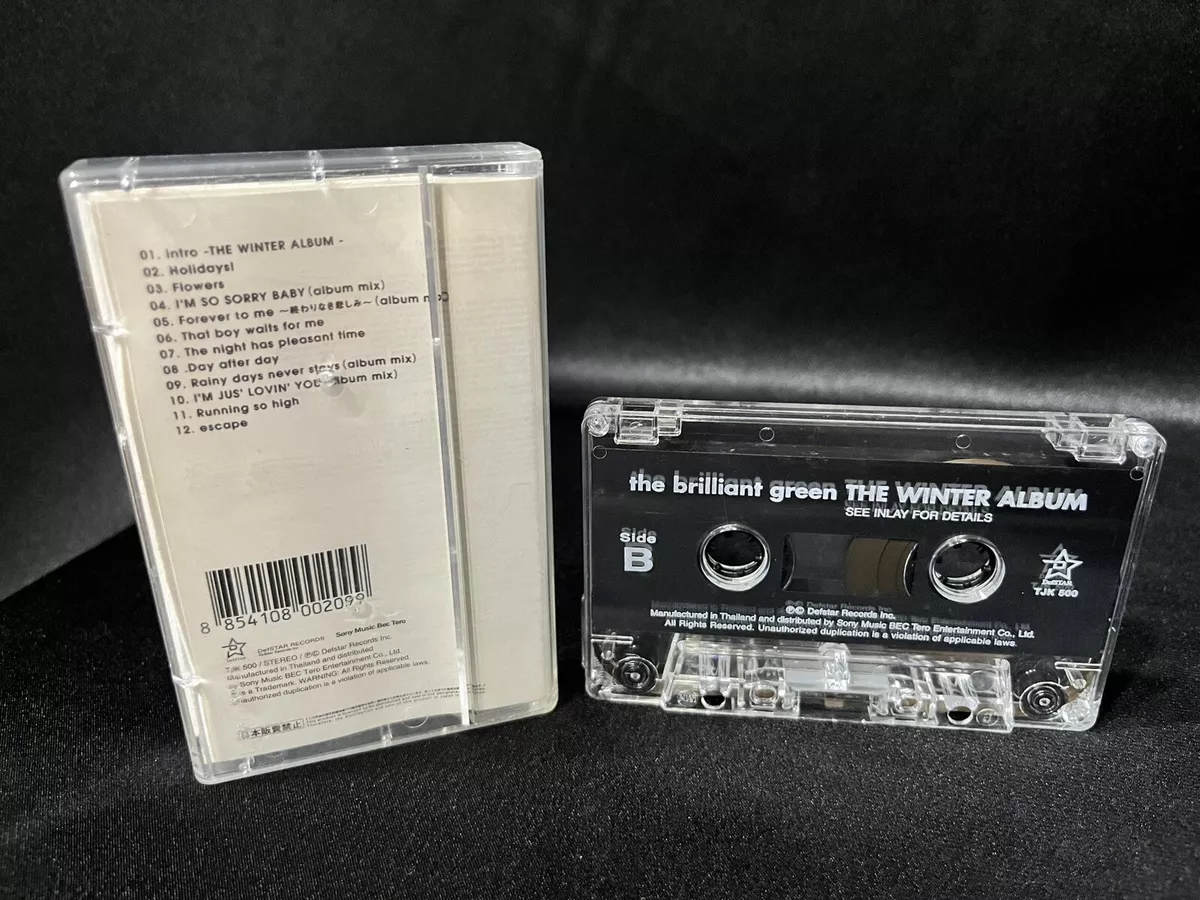 01. intro -THE WINTER ALBUM -
02. Holidays!
03. Flowers
04. I'M SO SORRY BABY (album mix)
05. Forever to me ～終わりなき悲しみ～ (album
06. That boy waits for me
07. The night has pleasant time
08 .Day after day
09. Rainy days never stays (album mix)
10. I'M JUS' LOVIN' YOU (album mix)
11. Running so high
12. escape
8 854108 002099
DefSTAR RECORDS
Sony Music Bec Tero
TJK 500 / STEREO / ℗© Defstar Records Inc.
Manufactured in Thailand and distributed
by Sony Music BEC Tero Entertainment Co., Ltd.
is a Trademark. WARNING: All Rights Reserved.
Unauthorized duplication is a violation of applicable laws.
日本販売禁止
the brilliant green THE WINTER ALBUM
SEE INLAY FOR DETAILS
Side
B
DefSTAR
TJK 500
℗© Defstar Records Inc.
Manufactured in Thailand and distributed by Sony Music BEC Tero Entertainment Co., Ltd.
All Rights Reserved. Unauthorized duplication is a violation of applicable laws.